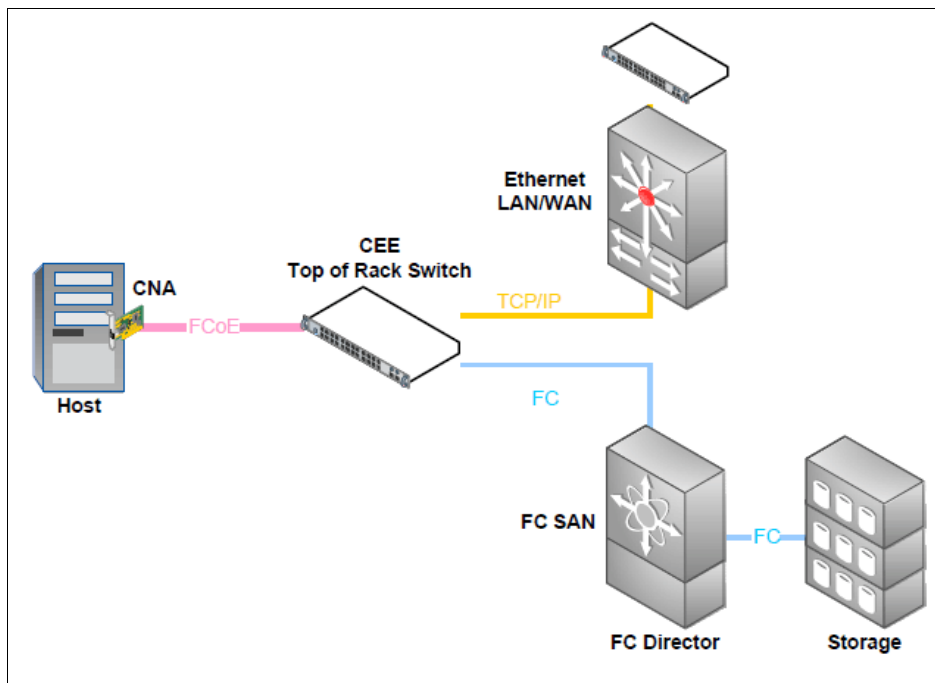 Ethernet
LAN/WAN
CEE
Top of Rack Switch
CNA
TCP/IP
FCoE
Host
FC
FC SAN
FC
FC Director
Storage